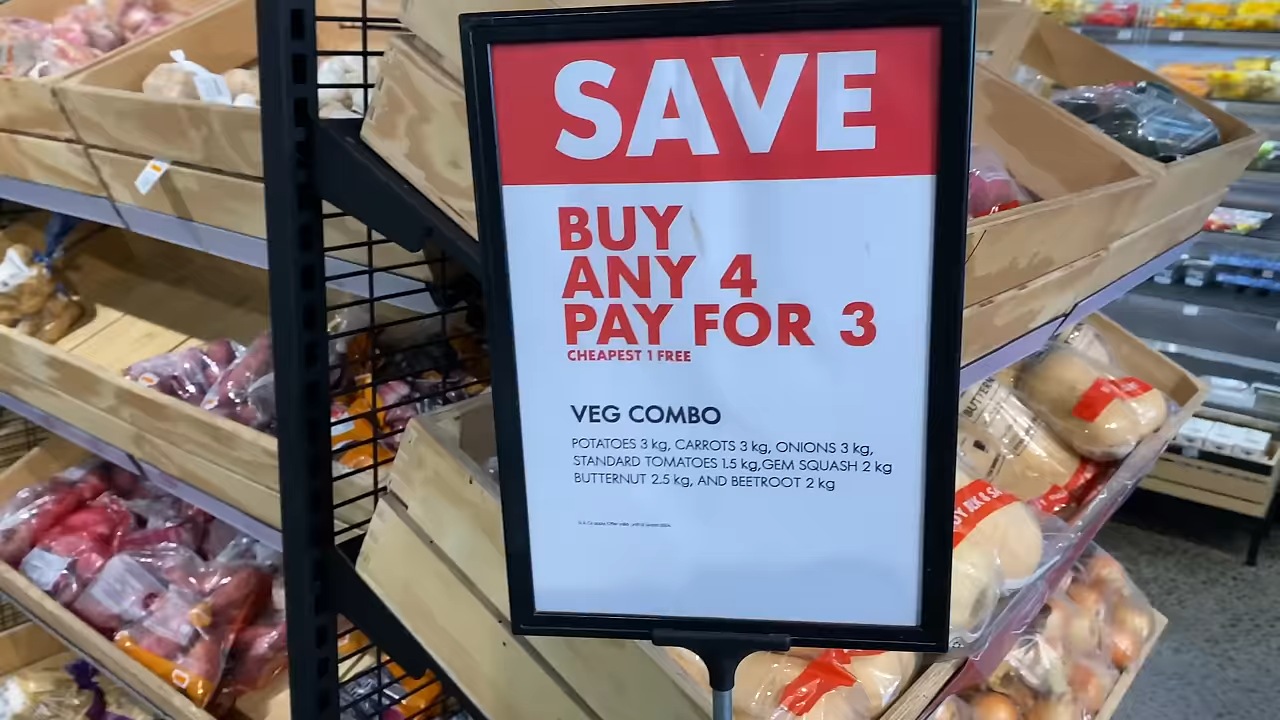 SAVE
BUY
ANY 4
PAY FOR 3
CHEAPEST 1 FREE
VEG COMBO
POTATOES 3 kg, CARROTS 3 kg, ONIONS 3 kg,
STANDARD TOMATOES 1.5 kg,GEM SQUASH 2 kg
BUTTERNUT 2.5 kg, AND BEETROOT 2 kg